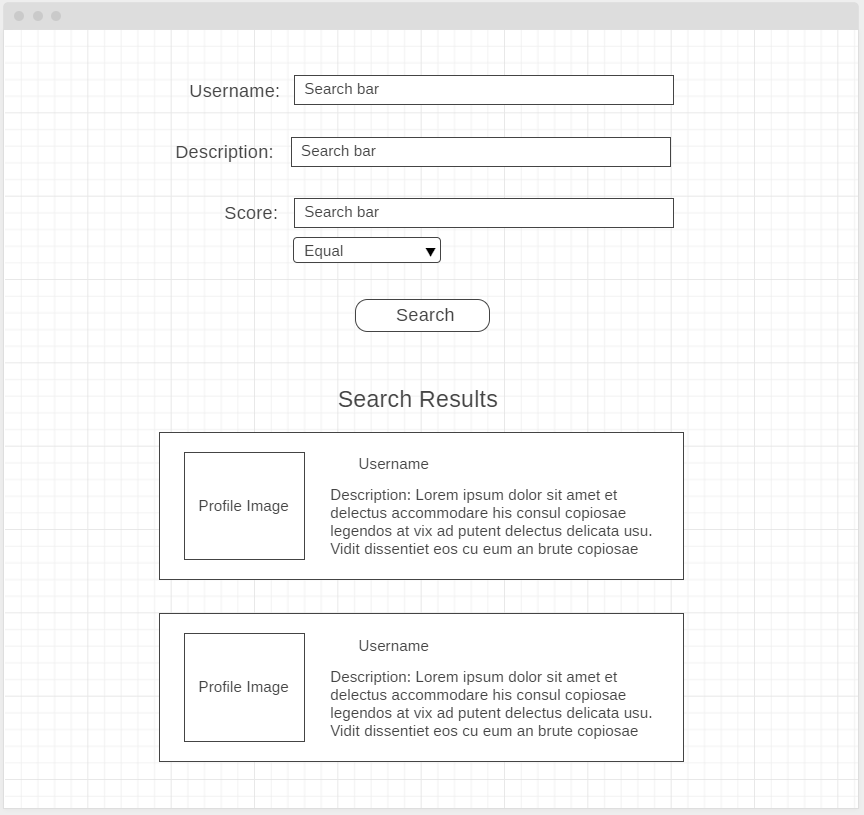 Username: Search bar
Description: Search bar
Score: Search bar
Equal
Search
Search Results
Profile Image
Username
Description: Lorem ipsum dolor sit amet et
delectus accommodare his consul copiosae
legendos at vix ad putent delectus delicata usu.
Vidit dissentiet eos cu eum an brute copiosae
Profile Image
Username
Description: Lorem ipsum dolor sit amet et
delectus accommodare his consul copiosae
legendos at vix ad putent delectus delicata usu.
Vidit dissentiet eos cu eum an brute copiosae